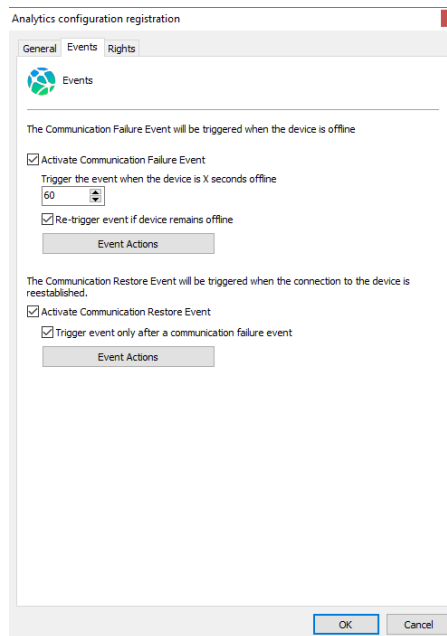 Analytics configuration registration
General Events Rights
Events
The Communication Failure Event will be triggered when the device is offline
Activate Communication Failure Event
Trigger the event when the device is X seconds offline
60
Re-trigger event if device remains offline
Event Actions
The Communication Restore Event will be triggered when the connection to the device is
reestablished.
Activate Communication Restore Event
Trigger event only after a communication failure event
Event Actions
OK Cancel